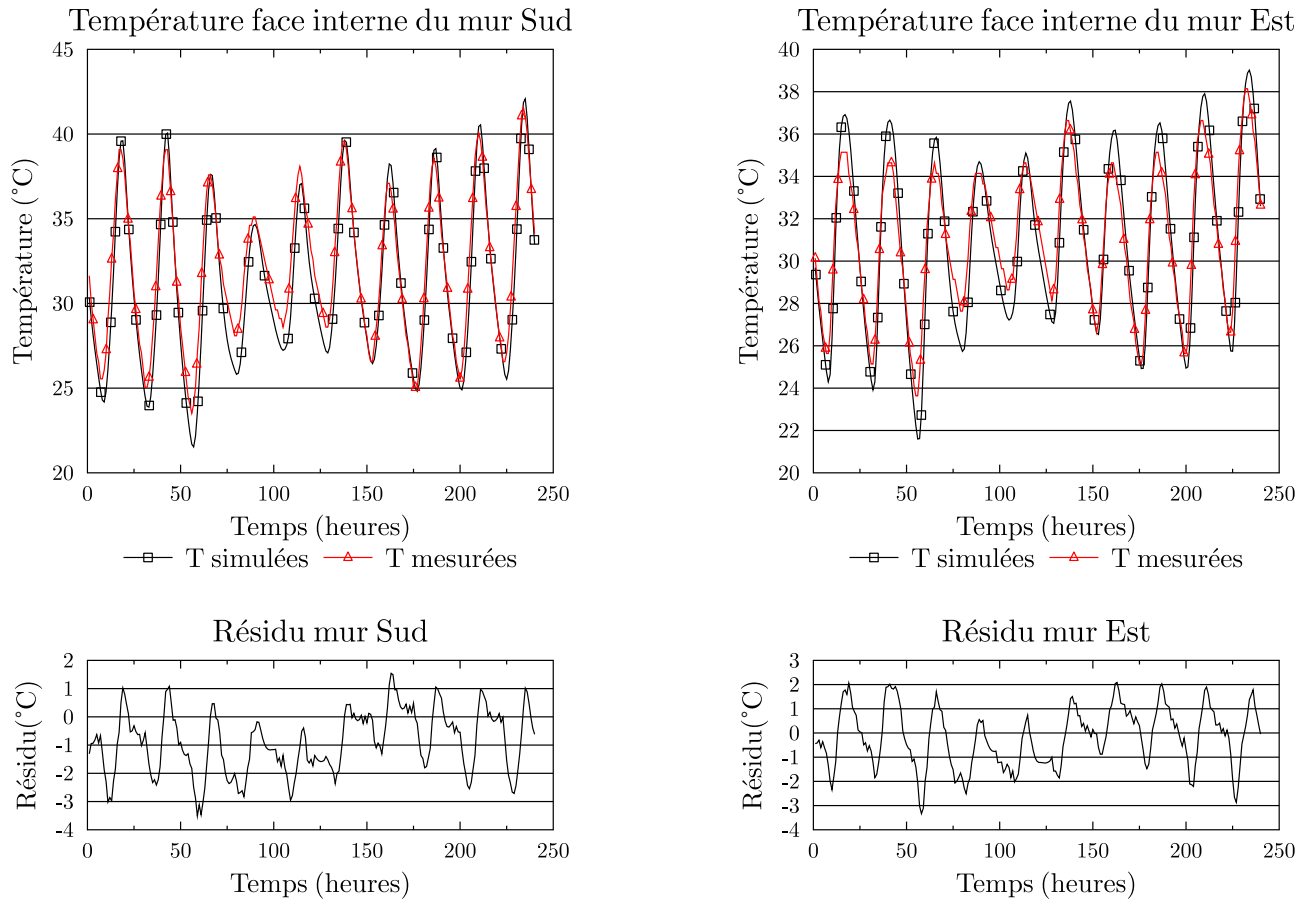 Température face interne du mur Sud
45
40
35
30
25
20
Température (°C)
0 50 100 150 200 250
Temps (heures)
T simulées T mesurées
Température face interne du mur Est
40
38
36
34
32
30
28
26
24
22
20
Température (°C)
0 50 100 150 200 250
Temps (heures)
T simulées T mesurées
Résidu mur Sud
2
1
0
-1
-2
-3
-4
Résidu(°C)
0 50 100 150 200 250
Temps (heures)
Résidu mur Est
3
2
1
0
-1
-2
-3
-4
Résidu(°C)
0 50 100 150 200 250
Temps (heures)